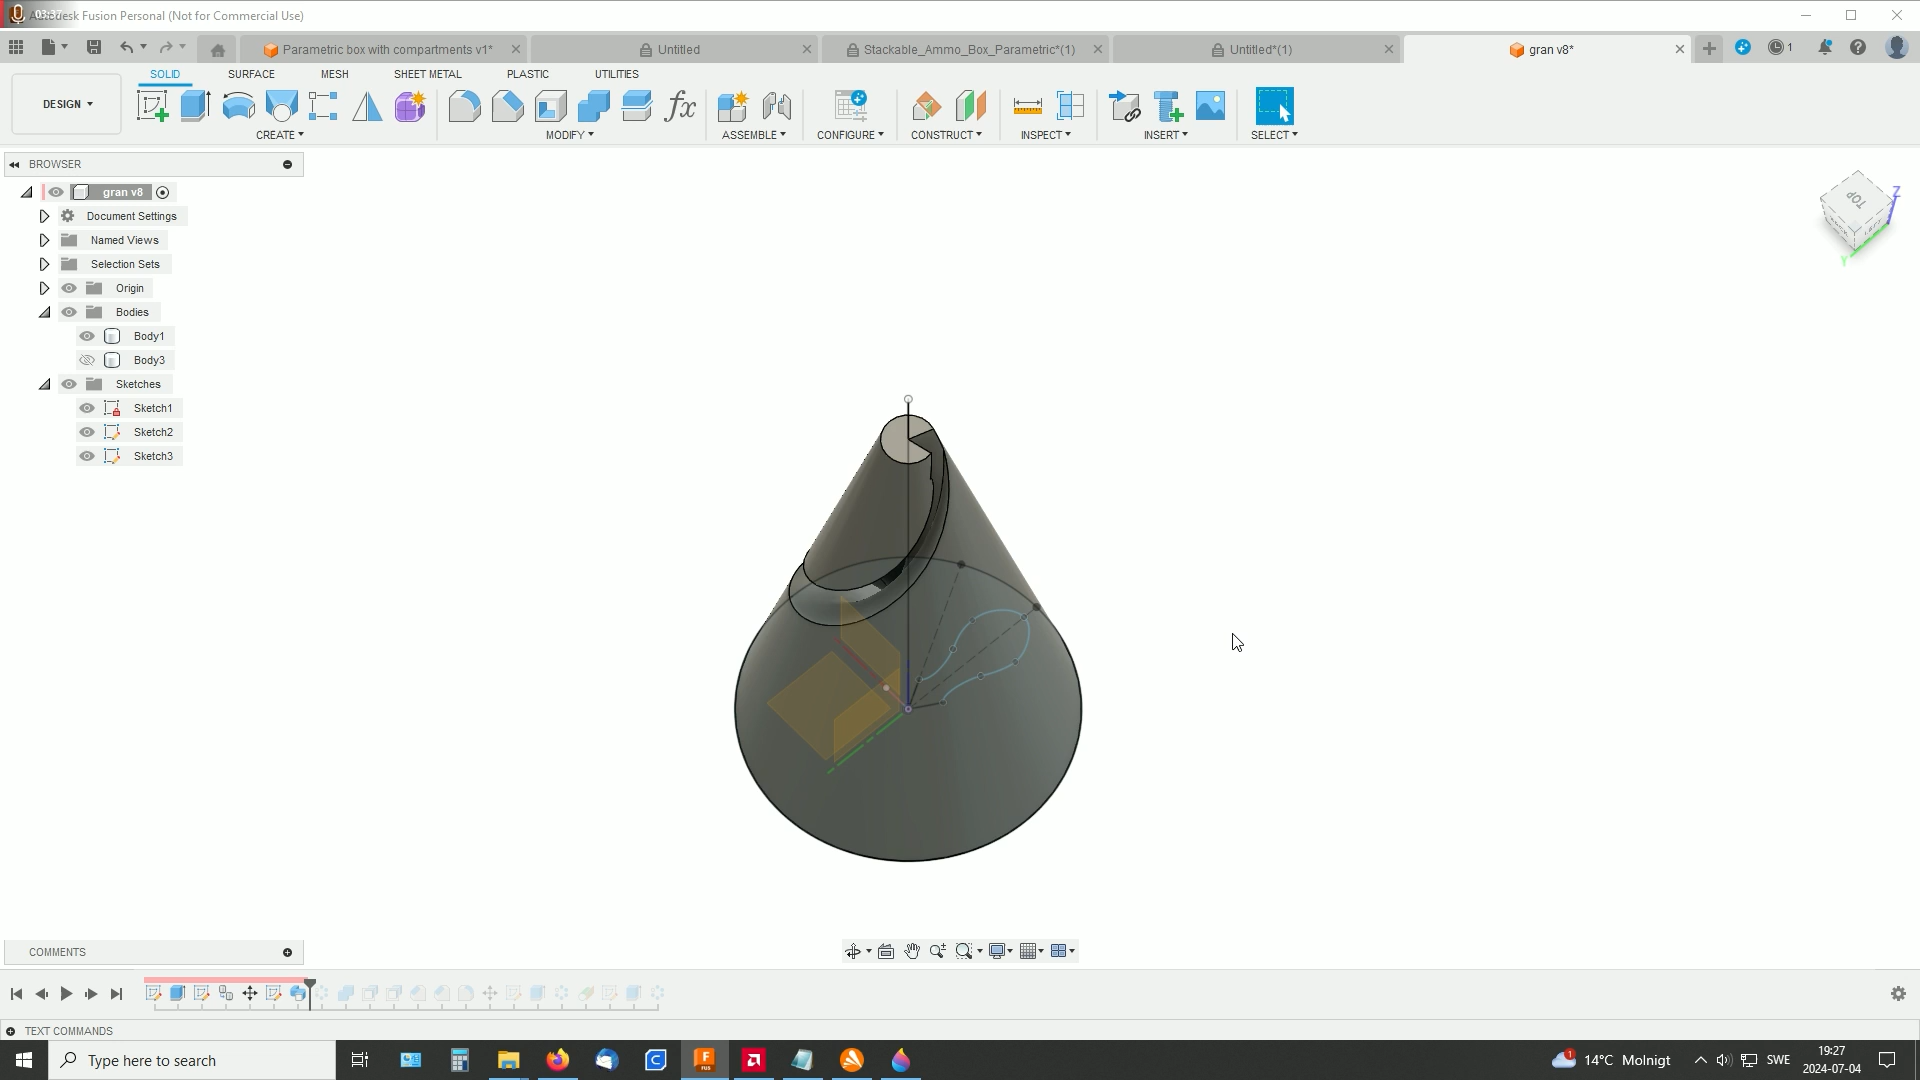 Autodesk Fusion Personal (Not for Commercial Use)
Parametric box with compartments v1*
Untitled
Stackable_Ammo_Box_Parametric*(1)
Untitled*(1)
gran v8*
1
SOLID
SURFACE
MESH
SHEET METAL
PLASTIC
UTILITIES
DESIGN
CREATE
MODIFY
ASSEMBLE
CONFIGURE
CONSTRUCT
INSPECT
INSERT
SELECT
BROWSER
gran v8
Document Settings
Named Views
Selection Sets
Origin
Bodies
Body1
Body3
Sketches
Sketch1
Sketch2
Sketch3
TOP
Z
Y
COMMENTS
TEXT COMMANDS
Type here to search
14°C Molnigt
SWE
19:27
2024-07-04